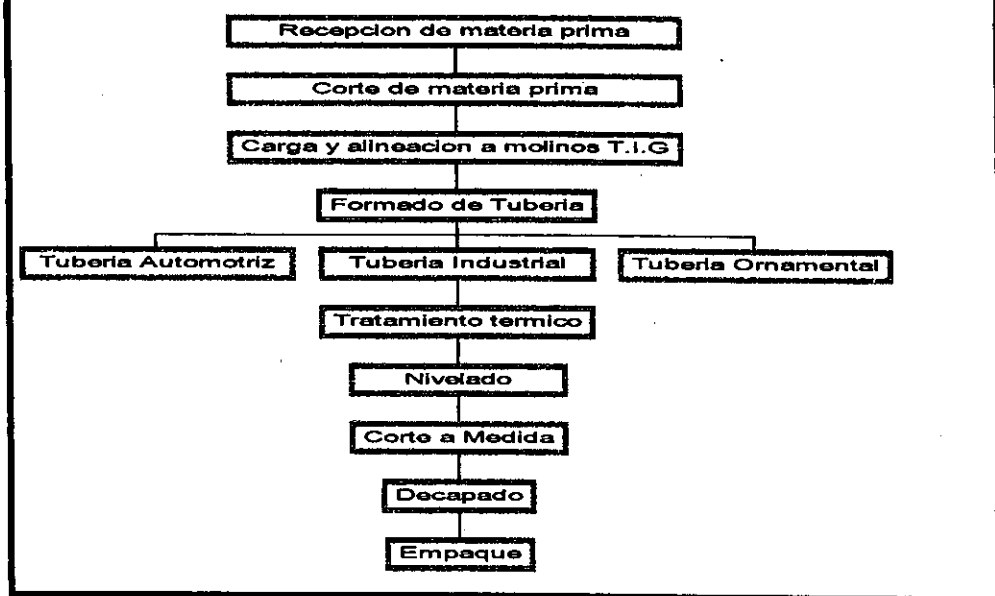 Recepcion de materia prima
Corte de materia prima
Carga y alineacion a molinos T.I.G
Formado de Tuberia
Tuberia Automotriz
Tuberia Industrial
Tuberia Ornamental
Tratamiento termico
Nivelado
Corte a Medida
Decapado
Empaque